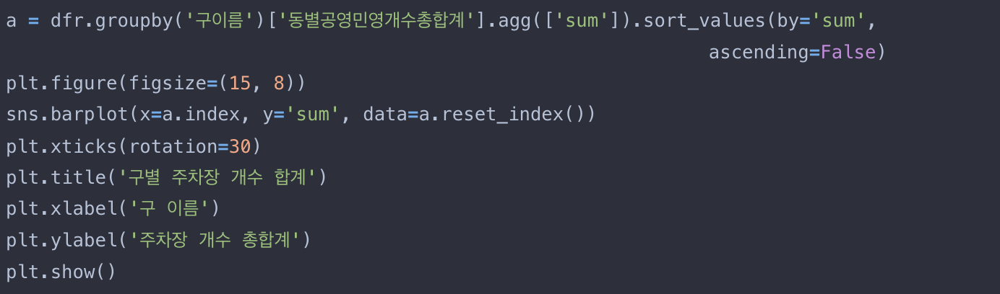 a = dfr.groupby('구이름')['동별공영민영개수총합계'].agg(['sum']).sort_values(by='sum',
ascending=False)
plt.figure(figsize=(15, 8))
sns.barplot(x=a.index, y='sum', data=a.reset_index())
plt.xticks(rotation=30)
plt.title('구별 주차장 개수 합계')
plt.xlabel('구 이름')
plt.ylabel('주차장 개수 총합계')
plt.show()